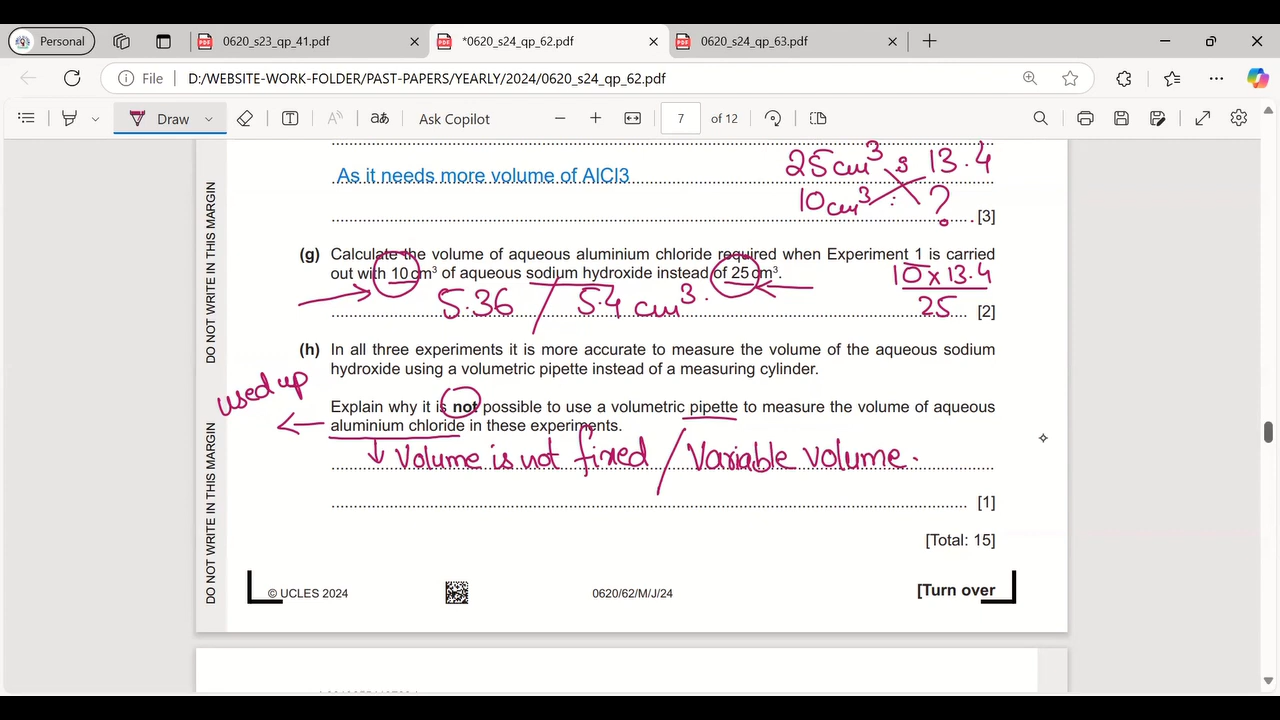 Personal
0620_s23_qp_41.pdf
*0620_s24_qp_62.pdf
0620_s24_qp_63.pdf
File
D:/WEBSITE-WORK-FOLDER/PAST-PAPERS/YEARLY/2024/0620_s24_qp_62.pdf
Draw
aあ
Ask Copilot
7 of 12
25cm³ 13.4
As it needs more volume of AlCl3
10cm³ ?
[3]
(g) Calculate the volume of aqueous aluminium chloride required when Experiment 1 is carried
out with 10 cm³ of aqueous sodium hydroxide instead of 25 cm³.
10 x 13.4
5.36 / 5.4 cm³.
25
[2]
(h) In all three experiments it is more accurate to measure the volume of the aqueous sodium
hydroxide using a volumetric pipette instead of a measuring cylinder.
used up
Explain why it is not possible to use a volumetric pipette to measure the volume of aqueous
aluminium chloride in these experiments.
↓ Volume is not fixed / Variable volume.
[1]
[Total: 15]
© UCLES 2024
0620/62/M/J/24
[Turn over
DO NOT WRITE IN THIS MARGIN
DO NOT WRITE IN THIS MARGIN